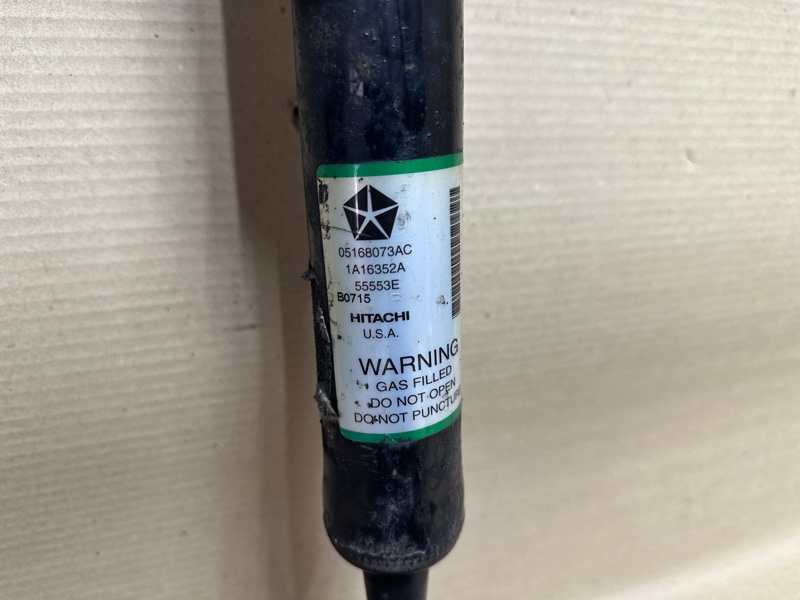 05168073AC
1A16352A
55553E
B0715
HITACHI
U.S.A.
WARNING
GAS FILLED
DO NOT OPEN
DO NOT PUNCTURE